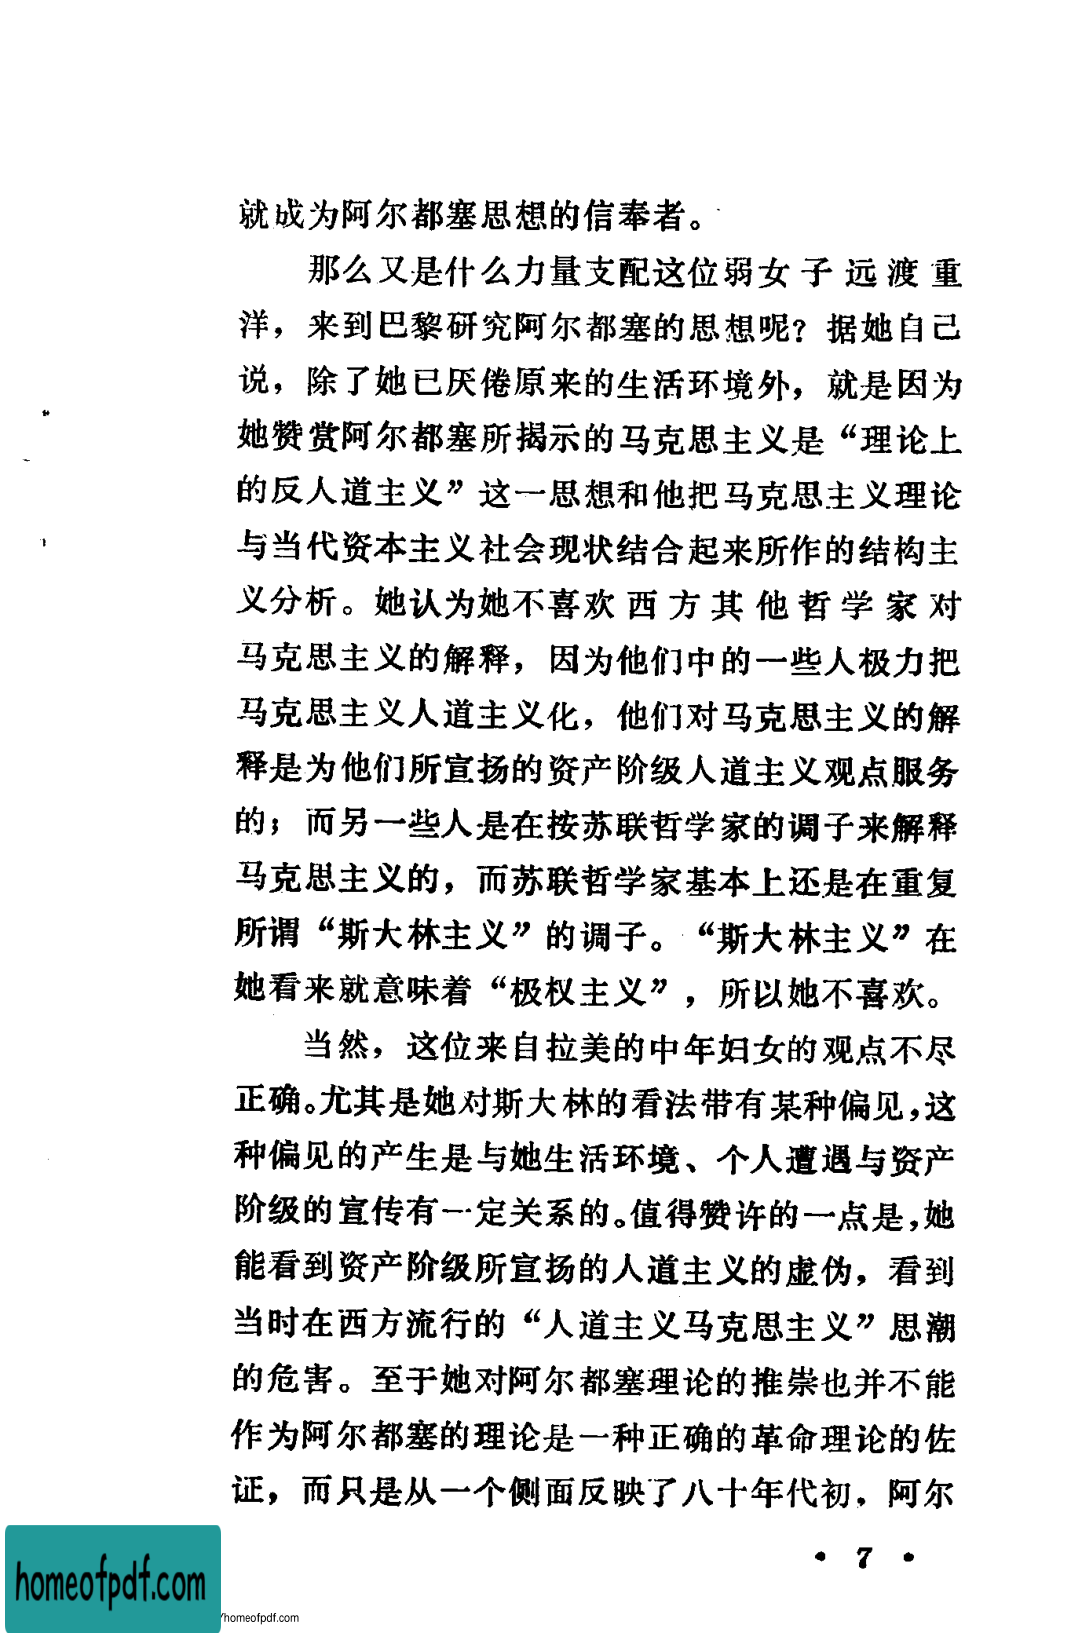 就成为阿尔都塞思想的信奉者。
那么又是什么力量支配这位弱女子远渡重
洋，来到巴黎研究阿尔都塞的思想呢？据她自己
说，除了她已厌倦原来的生活环境外，就是因为
她赞赏阿尔都塞所揭示的马克思主义是“理论上
的反人道主义”这一思想和他把马克思主义理论
与当代资本主义社会现状结合起来所作的结构主
义分析。她认为她不喜欢西方其他哲学家对
马克思主义的解释，因为他们中的一些人极力把
马克思主义人道主义化，他们对马克思主义的解
释是为他们所宣扬的资产阶级人道主义观点服务
的；而另一些人是在按苏联哲学家的调子来解释
马克思主义的，而苏联哲学家基本上还是在重复
所谓“斯大林主义”的调子。“斯大林主义”在
她看来就意味着“极权主义”，所以她不喜欢。
当然，这位来自拉美的中年妇女的观点不尽
正确。尤其是她对斯大林的看法带有某种偏见，这
种偏见的产生是与她生活环境、个人遭遇与资产
阶级的宣传有一定关系的。值得赞许的一点是，她
能看到资产阶级所宣扬的人道主义的虚伪，看到
当时在西方流行的“人道主义马克思主义”思潮
的危害。至于她对阿尔都塞理论的推崇也并不能
作为阿尔都塞的理论是一种正确的革命理论的佐
证，而只是从一个侧面反映了八十年代初，阿尔
• 7 •
homeofpdf.com
/homeofpdf.com